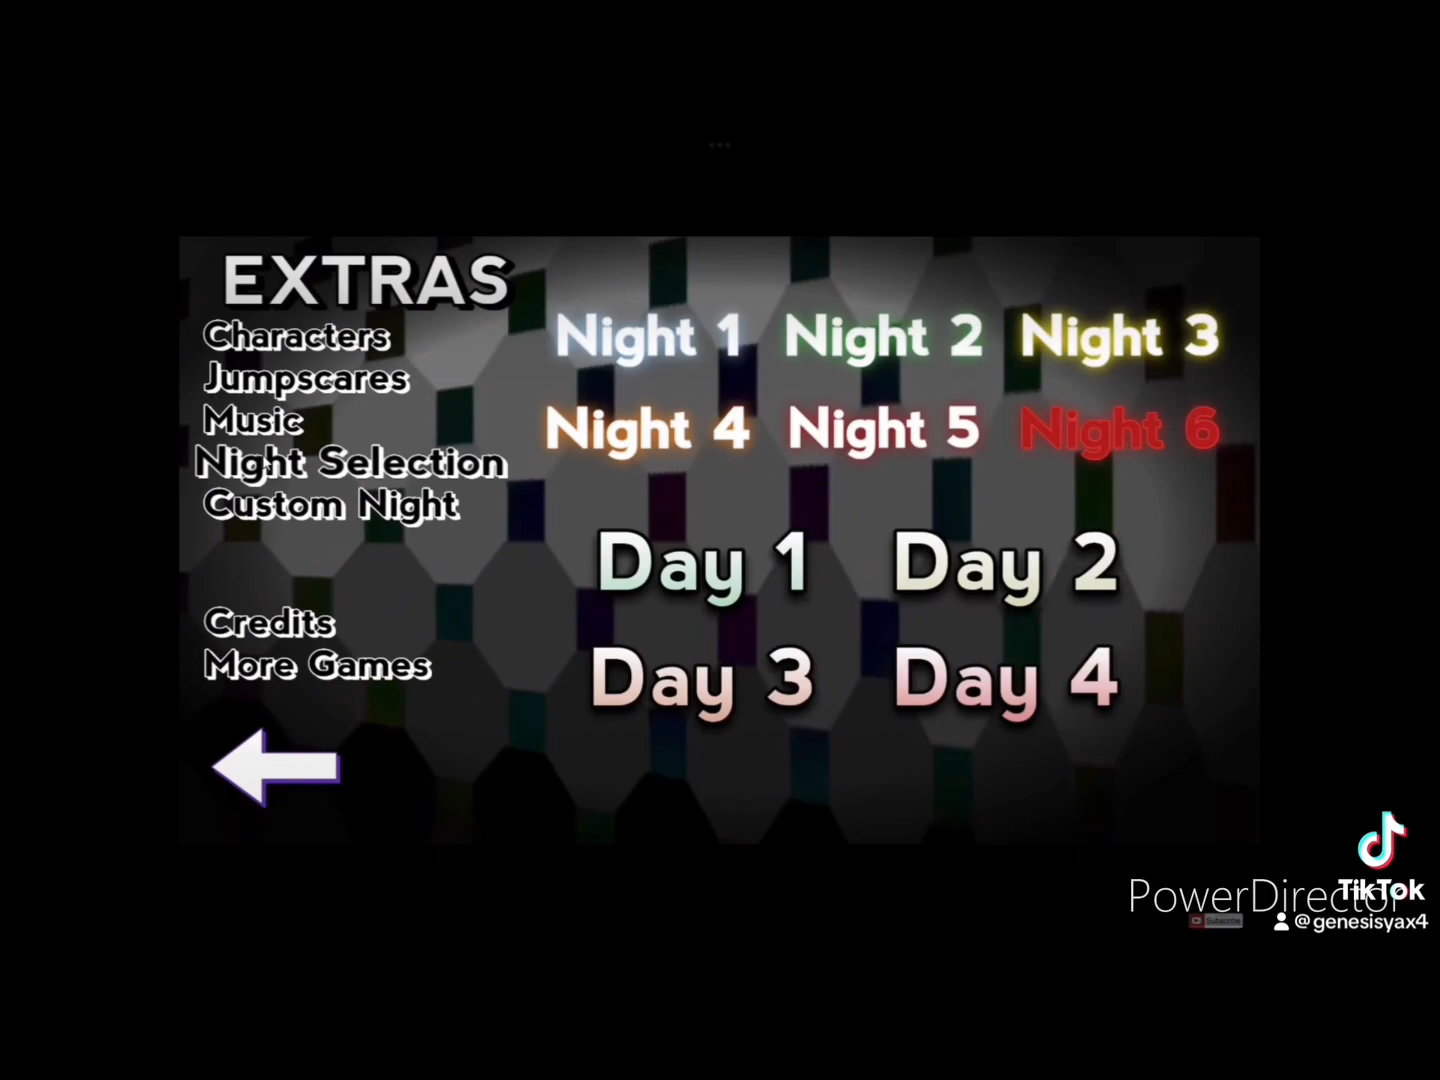 ...
EXTRAS
Characters
Jumpscares
Music
Night Selection
Custom Night
Credits
More Games
Night 1 Night 2 Night 3
Night 4 Night 5 Night 6
Day 1 Day 2
Day 3 Day 4
TikTok
PowerDirector
Subscribe
@genesisyax4